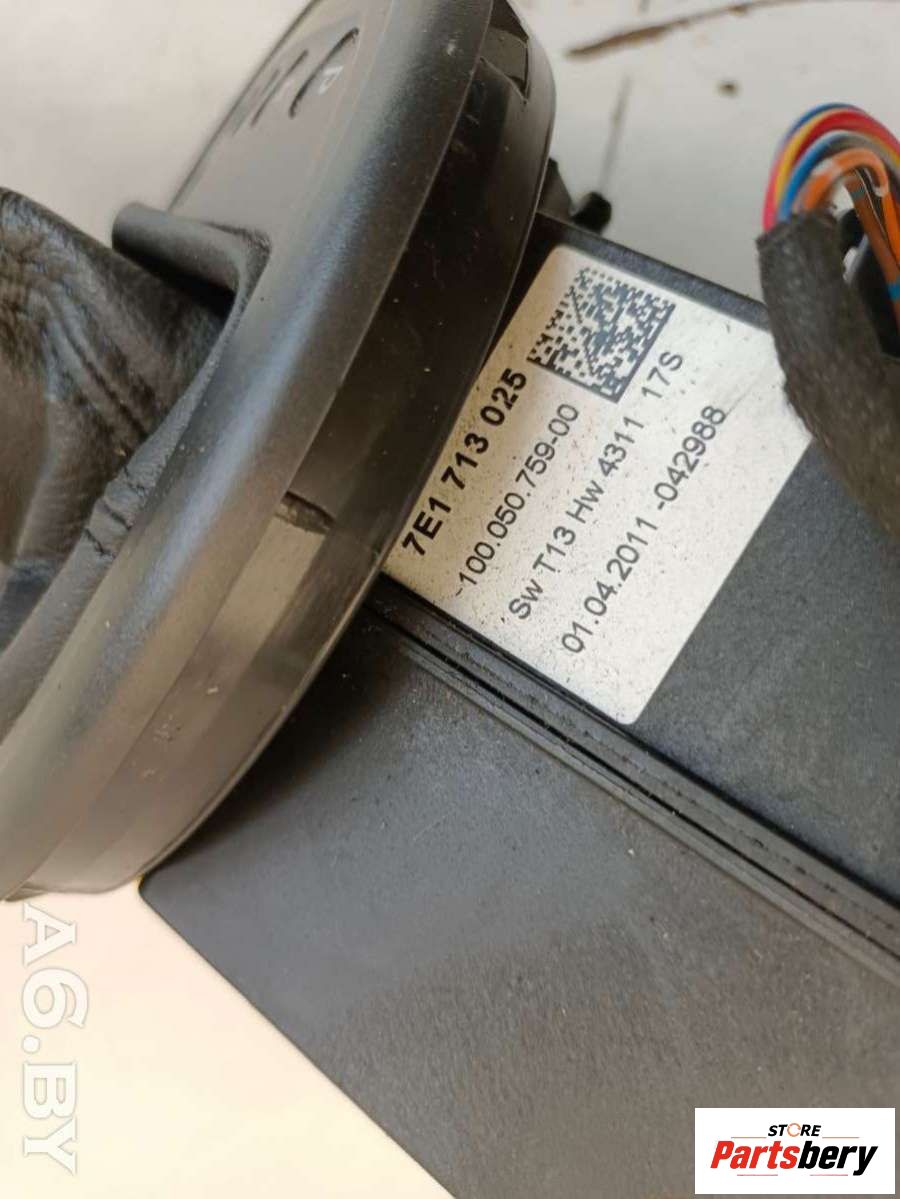 P
7E1 713 025
100.050.759-00
Sw T13 Hw 4311 17S
01.04.2011 -042988
A6.BY
STORE
Partsbery